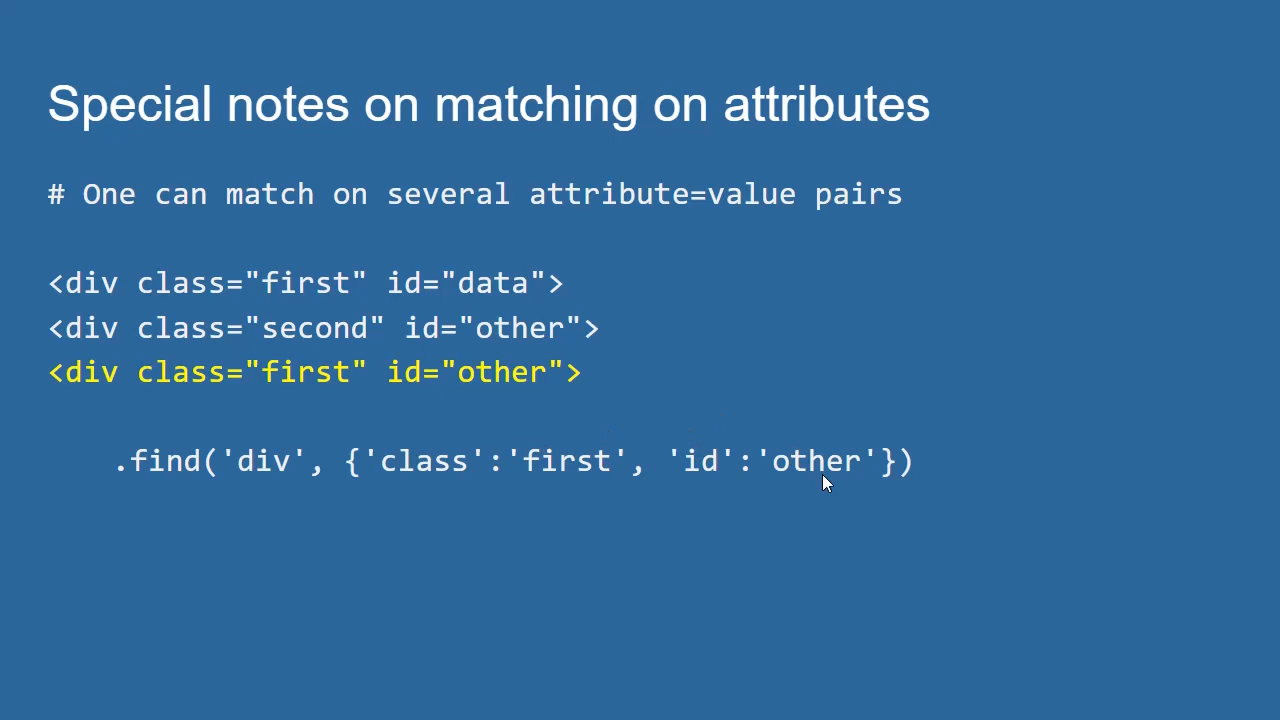 Special notes on matching on attributes
# One can match on several attribute=value pairs
<div class="first" id="data">
<div class="second" id="other">
<div class="first" id="other">
.find('div', {'class':'first', 'id':'other'})